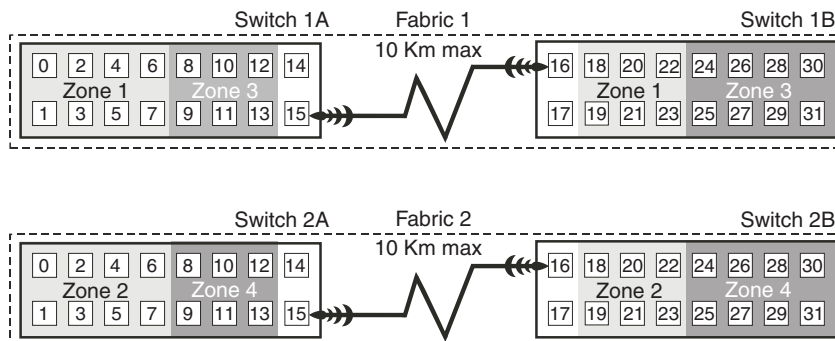 Switch 1A Fabric 1 Switch 1B
10 Km max
0 2 4 6 8 10 12 14 16 18 20 22 24 26 28 30
Zone 1 Zone 3 Zone 1 Zone 3
1 3 5 7 9 11 13 15 17 19 21 23 25 27 29 31
Switch 2A Fabric 2 Switch 2B
10 Km max
0 2 4 6 8 10 12 14 16 18 20 22 24 26 28 30
Zone 2 Zone 4 Zone 2 Zone 4
1 3 5 7 9 11 13 15 17 19 21 23 25 27 29 31